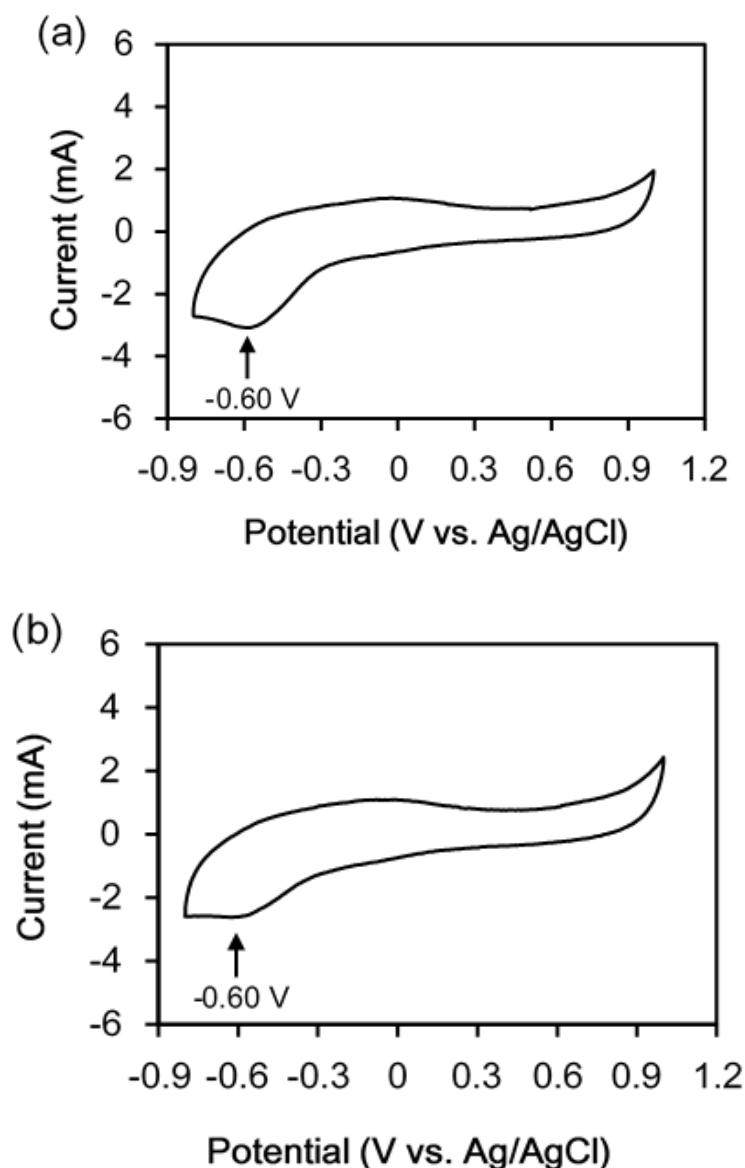 (a)
6
4
2
0
-2
-4
-6
Current (mA)
-0.60 V
-0.9 -0.6 -0.3 0 0.3 0.6 0.9 1.2
Potential (V vs. Ag/AgCl)
(b)
6
4
2
0
-2
-4
-6
Current (mA)
-0.60 V
-0.9 -0.6 -0.3 0 0.3 0.6 0.9 1.2
Potential (V vs. Ag/AgCl)